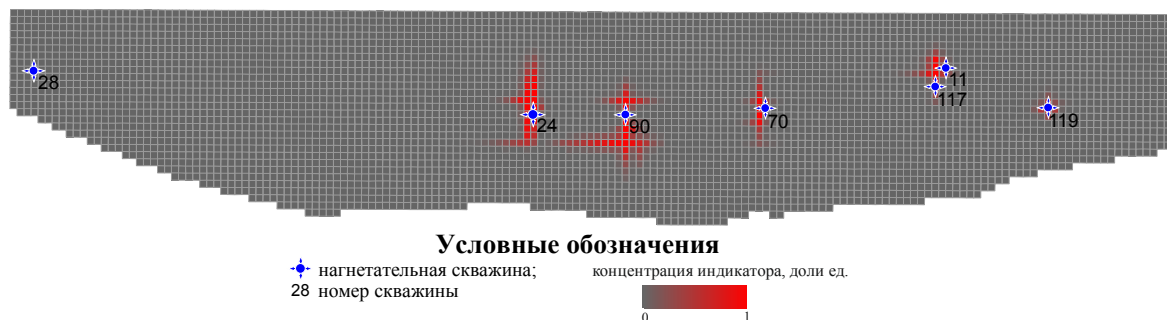 28
24
90
70
11
117
119
Условные обозначения
нагнетательная скважина;
28 номер скважины
концентрация индикатора, доли ед.
0 1